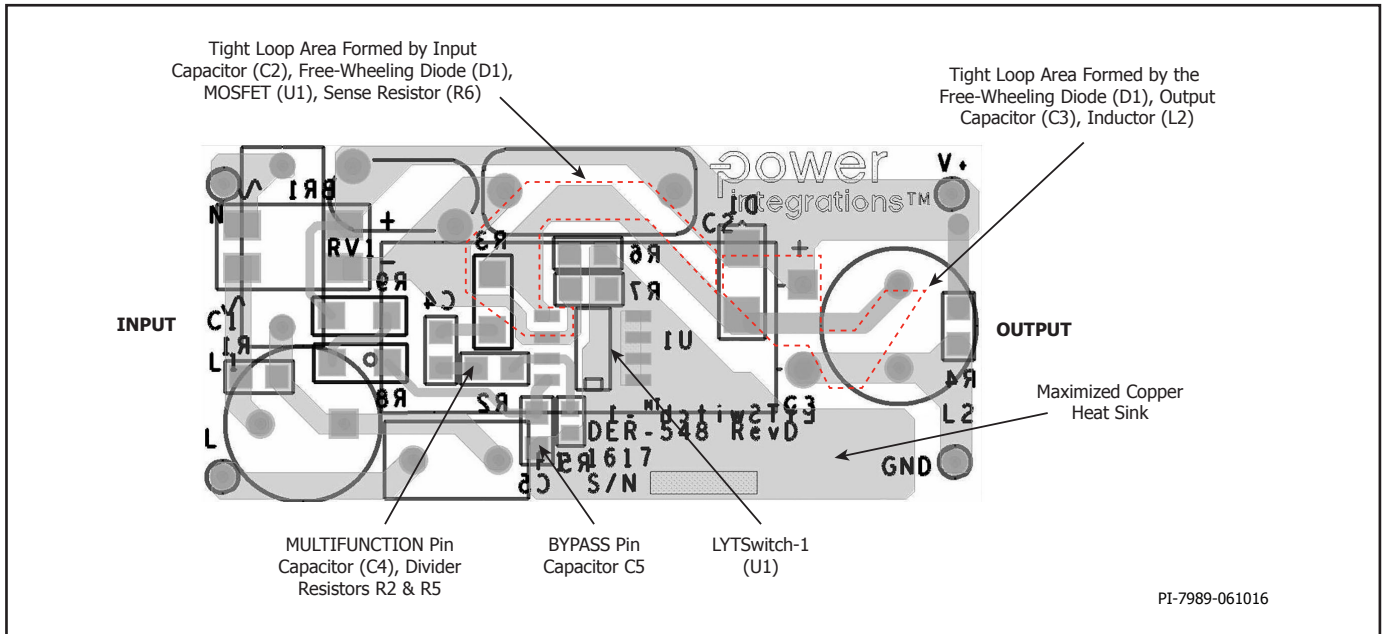 Tight Loop Area Formed by Input
Capacitor (C2), Free-Wheeling Diode (D1),
MOSFET (U1), Sense Resistor (R6)
Tight Loop Area Formed by the
Free-Wheeling Diode (D1), Output
Capacitor (C3), Inductor (L2)
power
integrations™
V+
N
BR1
D1
C2
+
RV1
-
R3
R6
R7
+
-
R9
C4
INPUT
C1
R1
L1
U1
OUTPUT
R4
R8
R2
C3
L2
LYTSwitch™-1
DER-548 RevD
L
R5
1617
GND
C5
S/N
Maximized Copper
Heat Sink
MULTIFUNCTION Pin
Capacitor (C4), Divider
Resistors R2 & R5
BYPASS Pin
Capacitor C5
LYTSwitch-1
(U1)
PI-7989-061016